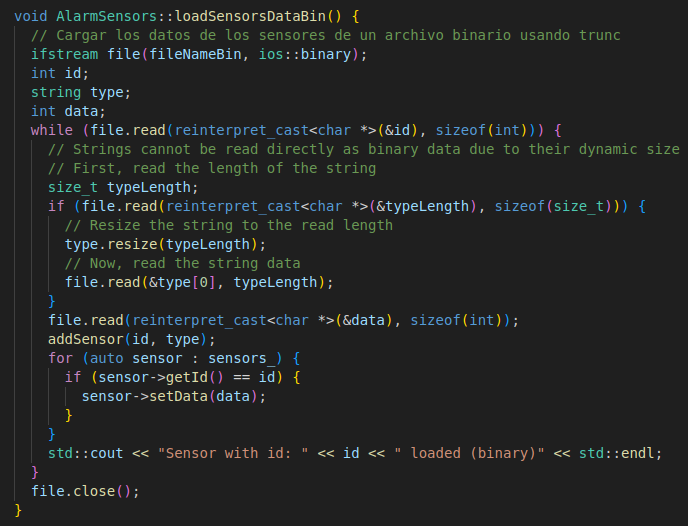 void AlarmSensors::loadSensorsDataBin() {
  // Cargar los datos de los sensores de un archivo binario usando trunc
  ifstream file(fileNameBin, ios::binary);
  int id;
  string type;
  int data;
  while (file.read(reinterpret_cast<char *>(&id), sizeof(int))) {
    // Strings cannot be read directly as binary data due to their dynamic size
    // First, read the length of the string
    size_t typeLength;
    if (file.read(reinterpret_cast<char *>(&typeLength), sizeof(size_t))) {
      // Resize the string to the read length
      type.resize(typeLength);
      // Now, read the string data
      file.read(&type[0], typeLength);
    }
    file.read(reinterpret_cast<char *>(&data), sizeof(int));
    addSensor(id, type);
    for (auto sensor : sensors_) {
      if (sensor->getId() == id) {
        sensor->setData(data);
      }
    }
    std::cout << "Sensor with id: " << id << " loaded (binary)" << std::endl;
  }
  file.close();
}